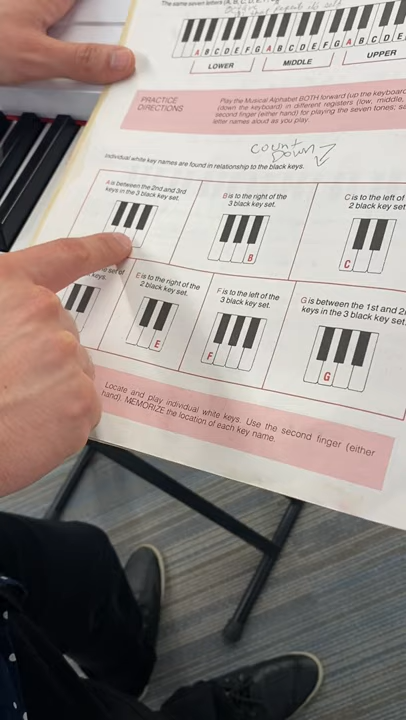 The same seven letters
repeat
A B C D E F G A B C D E F G A B C D E
LOWER MIDDLE UPPER
PRACTICE
DIRECTIONS
Play the Musical Alphabet BOTH forward (up the keyboard
(down the keyboard) in different registers (low, middle,
second finger (either hand) for playing the seven tones; sa
letter names aloud as you play.
Count
Down
Individual white key names are found in relationship to the black keys.
A is between the 2nd and 3rd
keys in the 3 black key set.
B is to the right of the
3 black key set.
B
C is to the left of
2 black key set
C
set of
keys.
E is to the right of the
2 black key set.
E
F is to the left of the
3 black key set.
F
G is between the 1st and 2n
keys in the 3 black key set.
G
Locate and play individual white keys. Use the second finger (either
hand). MEMORIZE the location of each key name.